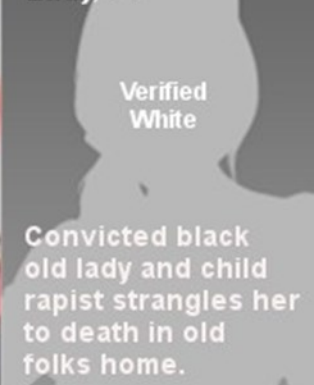 Verified
White
Convicted black
old lady and child
rapist strangles her
to death in old
folks home.